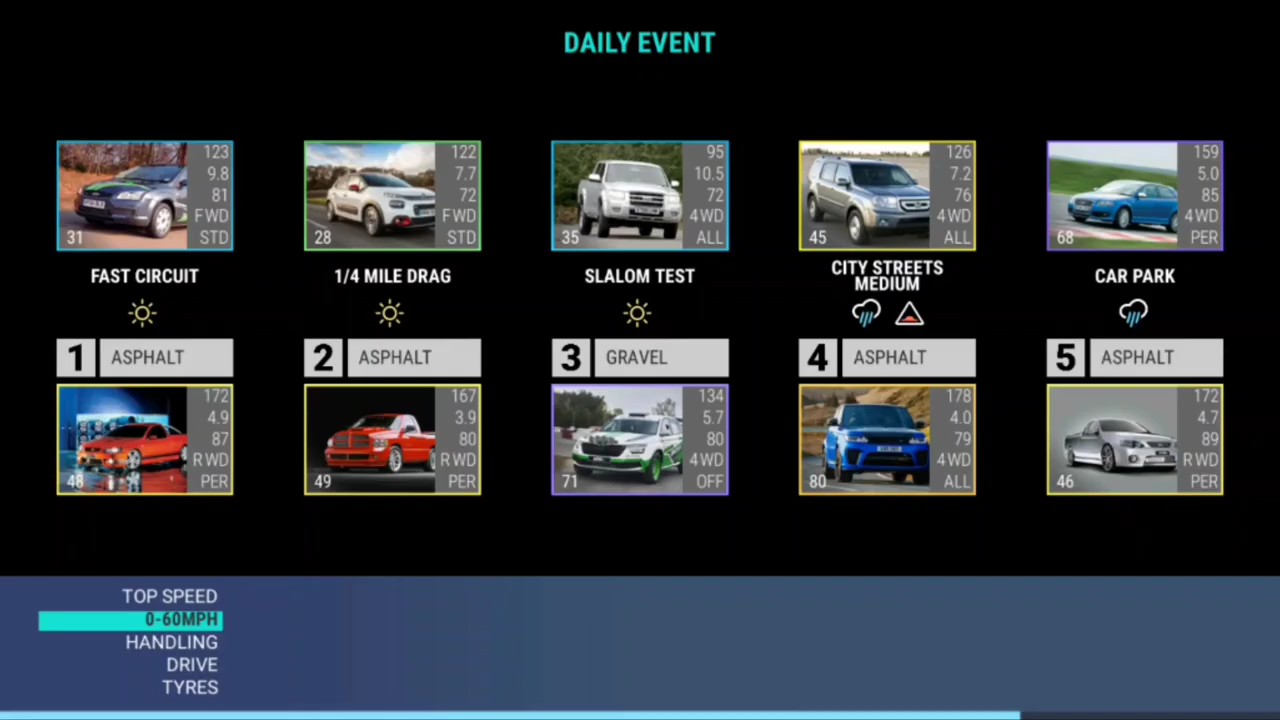 DAILY EVENT
123
9.8
81
FWD
31 STD
122
7.7
72
FWD
28 STD
95
10.5
72
4WD
35 ALL
126
7.2
76
4WD
45 ALL
159
5.0
85
4WD
68 PER
FAST CIRCUIT
1/4 MILE DRAG
SLALOM TEST
CITY STREETS
MEDIUM
CAR PARK
1 ASPHALT
2 ASPHALT
3 GRAVEL
4 ASPHALT
5 ASPHALT
172
4.9
87
RWD
48 PER
167
3.9
80
RWD
49 PER
134
5.7
80
4WD
71 OFF
178
4.0
79
4WD
80 ALL
172
4.7
89
RWD
46 PER
TOP SPEED
0-60MPH
HANDLING
DRIVE
TYRES